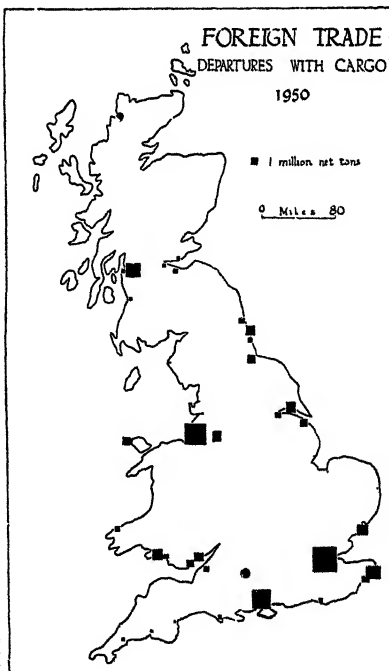 FOREIGN TRADE
DEPARTURES WITH CARGO
1950
1 million net tons
0 Miles 80